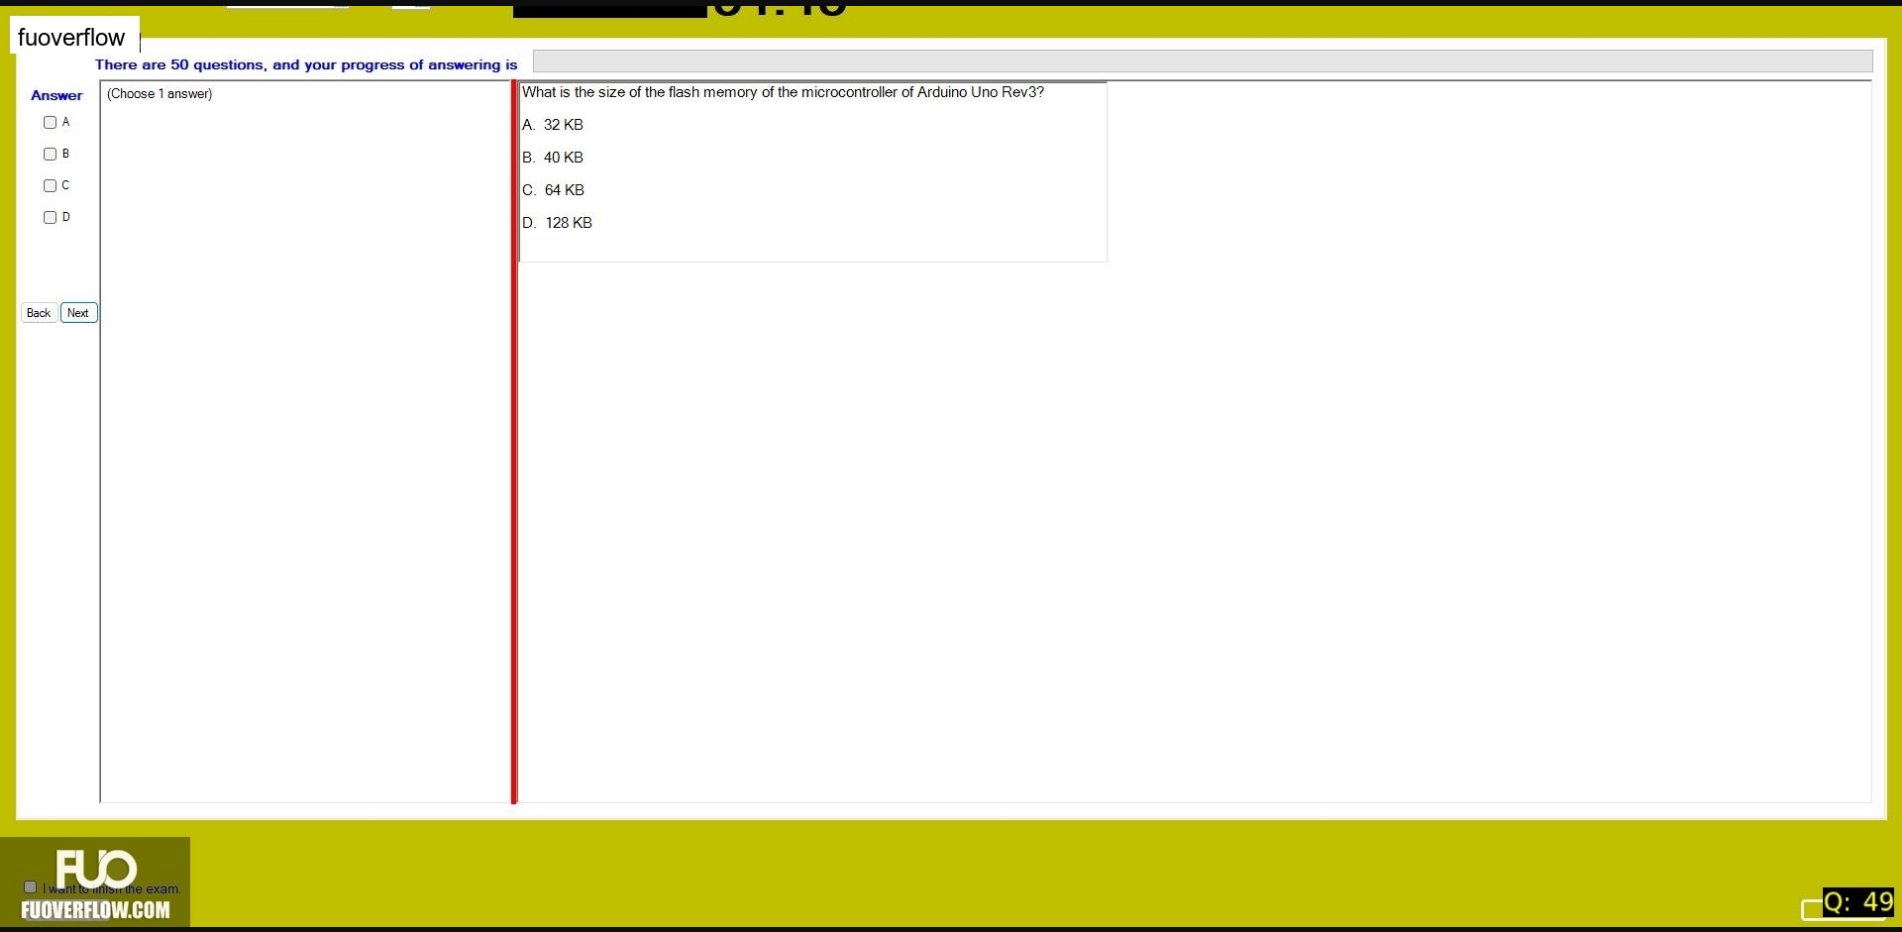 fuoverflow
There are 50 questions, and your progress of answering is
Answer
(Choose 1 answer)
A
B
C
D
Back
Next
What is the size of the flash memory of the microcontroller of Arduino Uno Rev3?
A. 32 KB
B. 40 KB
C. 64 KB
D. 128 KB
FUO
I want to finish the exam.
FUOVERFLOW.COM
Q: 49